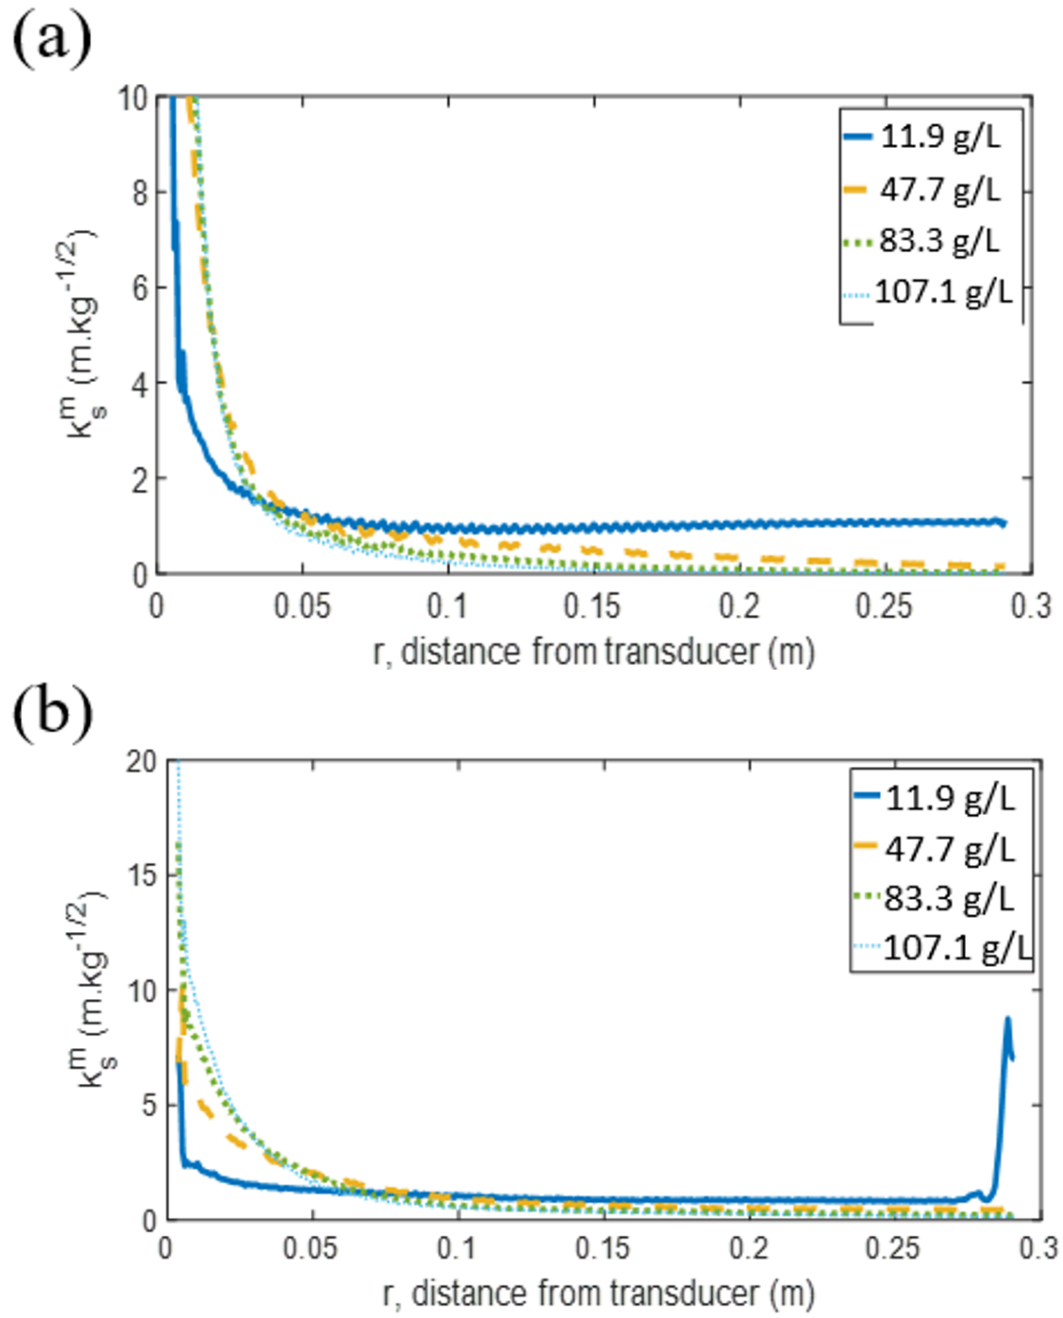 (a)
10
8
6
4
2
0
0 0.05 0.1 0.15 0.2 0.25 0.3
k_s^m (m.kg^-1/2)
r, distance from transducer (m)
11.9 g/L
47.7 g/L
83.3 g/L
107.1 g/L
(b)
20
15
10
5
0
0 0.05 0.1 0.15 0.2 0.25 0.3
k_s^m (m.kg^-1/2)
r, distance from transducer (m)
11.9 g/L
47.7 g/L
83.3 g/L
107.1 g/L